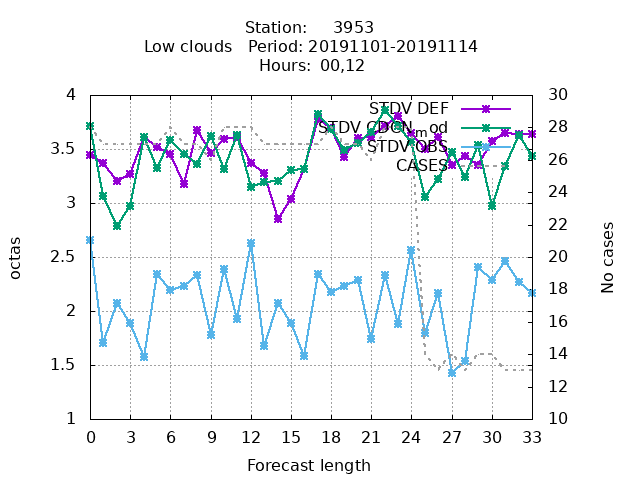 Station: 3953
Low clouds Period: 20191101-20191114
Hours: 00,12
octas
4
3.5
3
2.5
2
1.5
1
30
28
26
24
22
20
18
16
14
12
10
No cases
STDV DEF
STDV CDCN_mod
STDV OBS
CASES
0 3 6 9 12 15 18 21 24 27 30 33
Forecast length